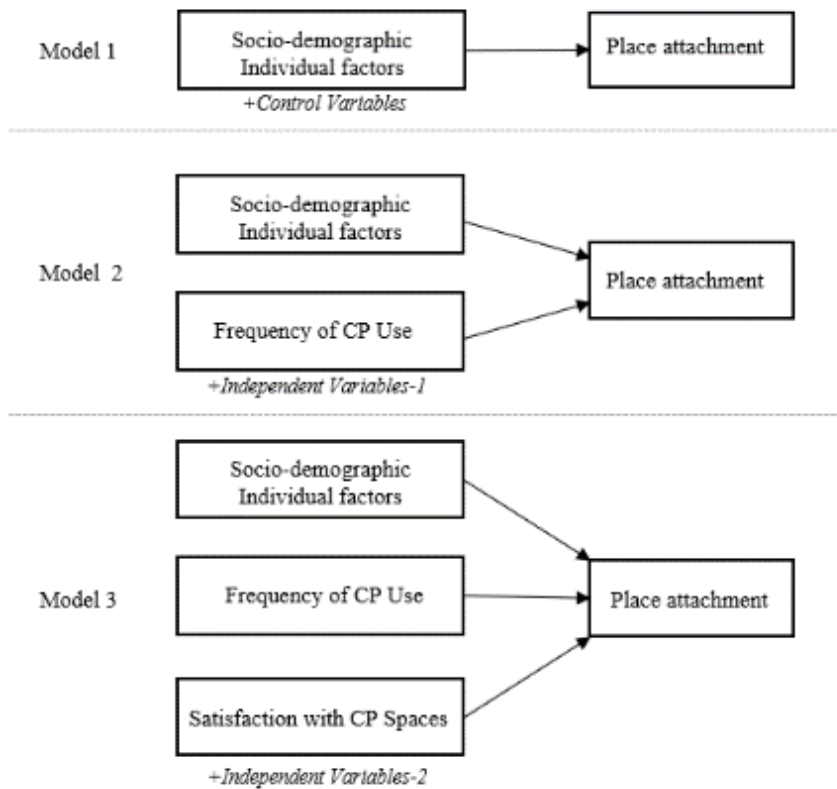 Model 1
Socio-demographic
Individual factors
Place attachment
+Control Variables
Model 2
Socio-demographic
Individual factors
Frequency of CP Use
Place attachment
+Independent Variables-1
Model 3
Socio-demographic
Individual factors
Frequency of CP Use
Place attachment
Satisfaction with CP Spaces
+Independent Variables-2